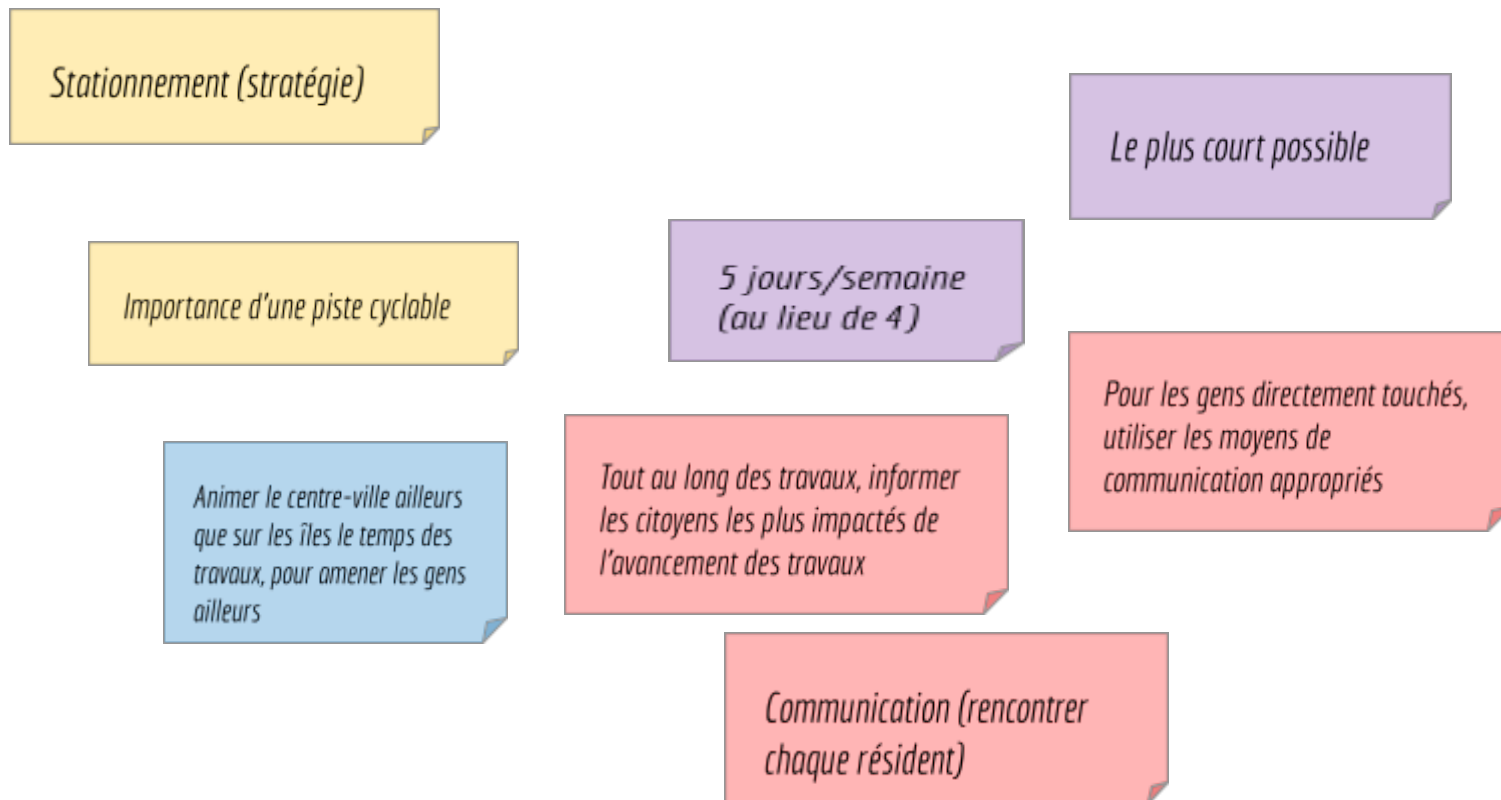 Stationnement (stratégie)
Le plus court possible
Importance d'une piste cyclable
5 jours/semaine
(au lieu de 4)
Pour les gens directement touchés,
utiliser les moyens de
communication appropriés
Tout au long des travaux, informer
les citoyens les plus impactés de
l'avancement des travaux
Animer le centre-ville ailleurs
que sur les îles le temps des
travaux, pour amener les gens
ailleurs
Communication (rencontrer
chaque résident)